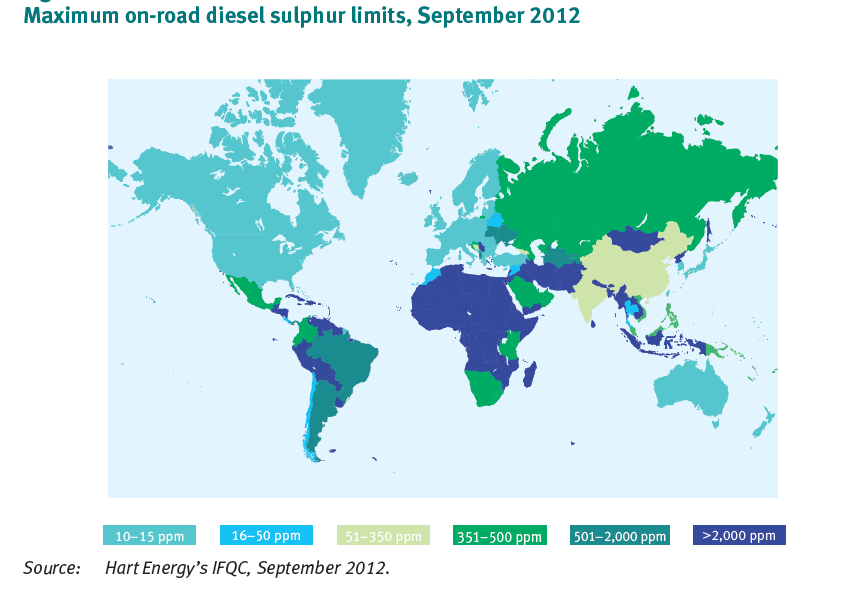 Maximum on-road diesel sulphur limits, September 2012
10–15 ppm
16–50 ppm
51–350 ppm
351–500 ppm
501–2,000 ppm
>2,000 ppm
Source: Hart Energy's IFQC, September 2012.